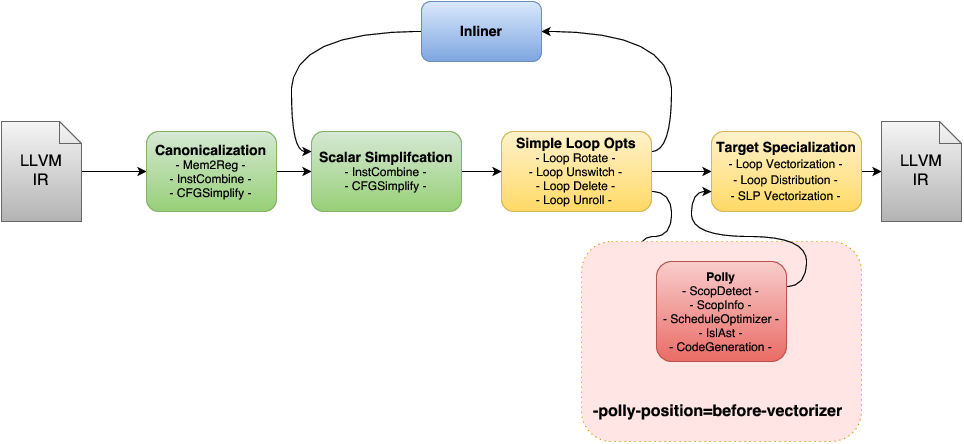 Inliner
LLVM
IR
Canonicalization
- Mem2Reg -
- InstCombine -
- CFGSimplify -
Scalar Simplifcation
- InstCombine -
- CFGSimplify -
Simple Loop Opts
- Loop Rotate -
- Loop Unswitch -
- Loop Delete -
- Loop Unroll -
Target Specialization
- Loop Vectorization -
- Loop Distribution -
- SLP Vectorization -
LLVM
IR
Polly
- ScopDetect -
- ScopInfo -
- ScheduleOptimizer -
- IslAst -
- CodeGeneration -
-polly-position=before-vectorizer